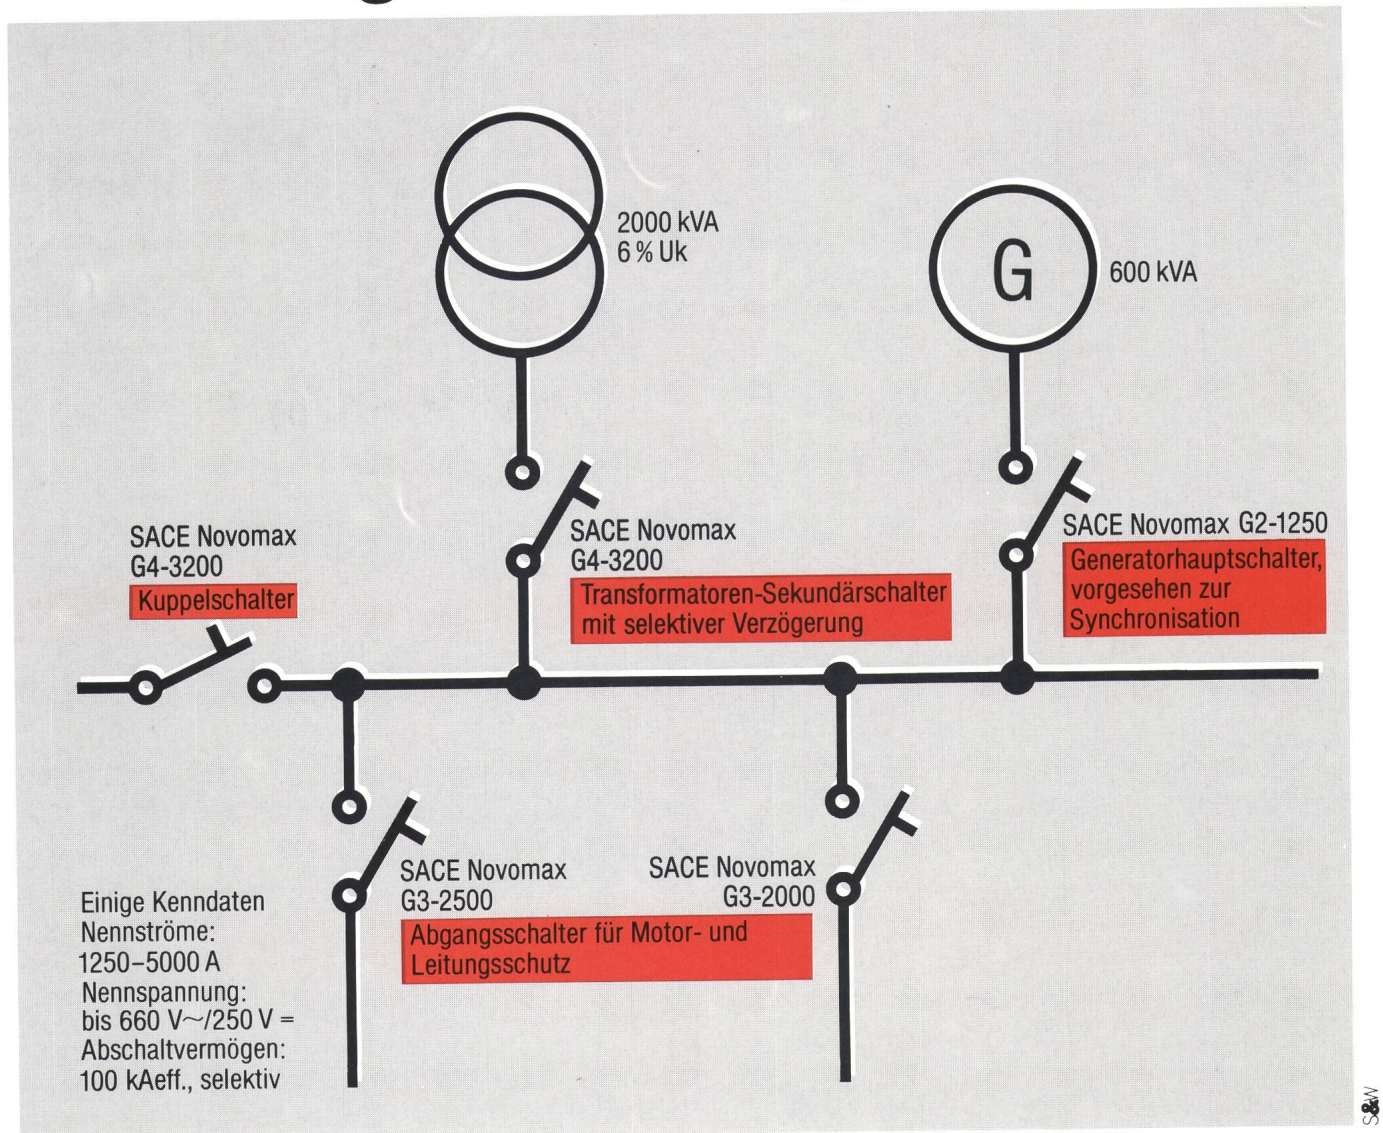 2000 kVA
6 % Uk
G
600 kVA
SACE Novomax
G4-3200
Kuppelschalter
SACE Novomax
G4-3200
Transformatoren-Sekundärschalter
mit selektiver Verzögerung
SACE Novomax G2-1250
Generatorhauptschalter,
vorgesehen zur
Synchronisation
SACE Novomax
G3-2500
SACE Novomax
G3-2000
Abgangsschalter für Motor- und
Leitungsschutz
Einige Kenndaten
Nennströme:
1250–5000 A
Nennspannung:
bis 660 V~/250 V =
Abschaltvermögen:
100 kAeff., selektiv
S&W